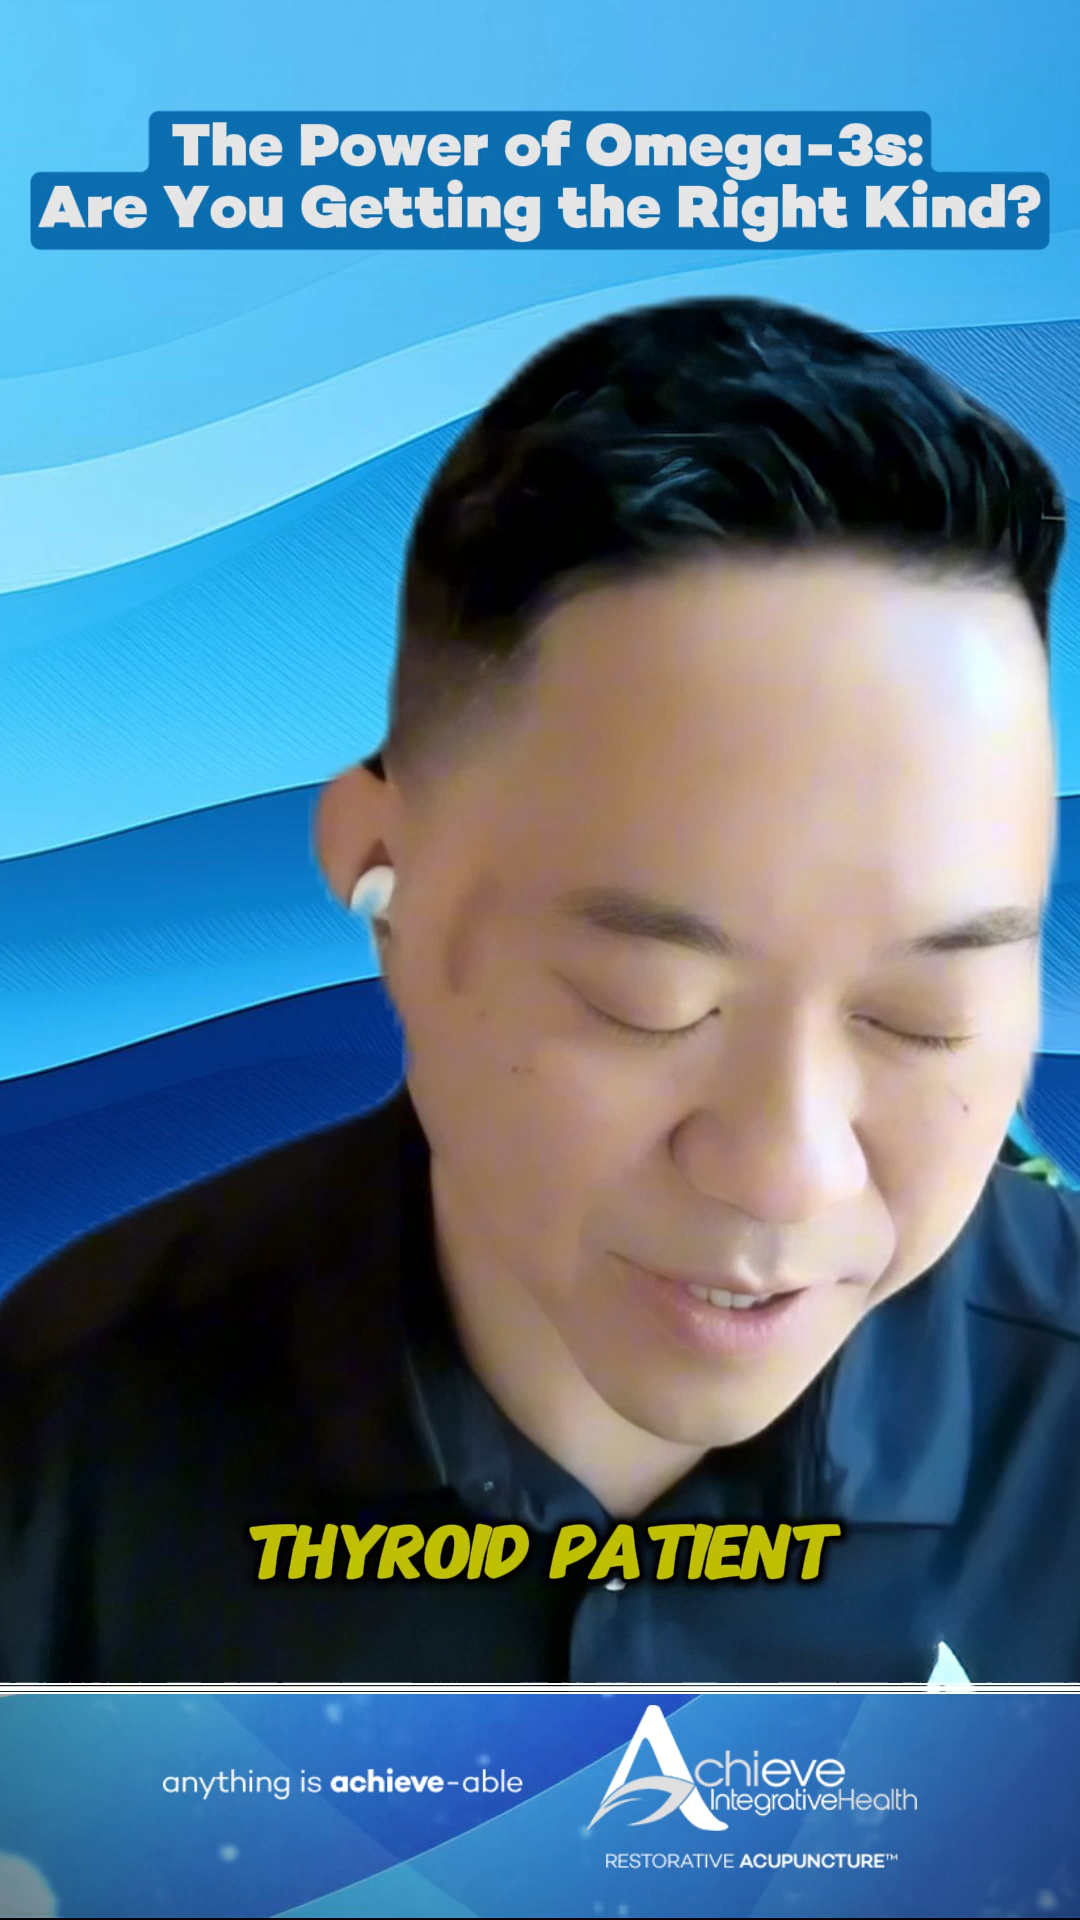 The Power of Omega-3s:
Are You Getting the Right Kind?
THYROID PATIENT
anything is achieve-able
Achieve
IntegrativeHealth
RESTORATIVE ACUPUNCTURE™